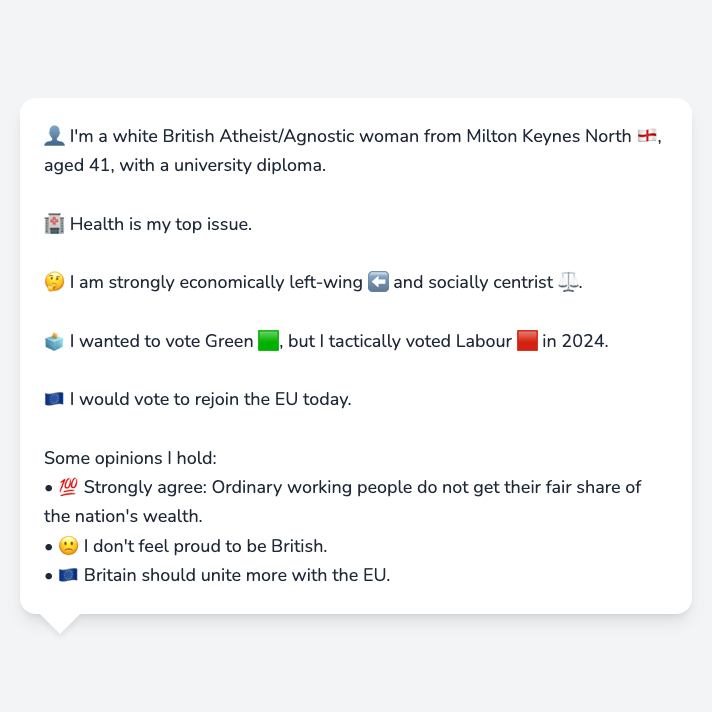 👤 I'm a white British Atheist/Agnostic woman from Milton Keynes North 🏴󠁧󠁢󠁥󠁮󠁧󠁿,
aged 41, with a university diploma.
🏥 Health is my top issue.
🤔 I am strongly economically left-wing ⬅️ and socially centrist ⚖️.
🗳️ I wanted to vote Green 🟩, but I tactically voted Labour 🟥 in 2024.
🇪🇺 I would vote to rejoin the EU today.
Some opinions I hold:
• 💯 Strongly agree: Ordinary working people do not get their fair share of
the nation's wealth.
• 🙁 I don't feel proud to be British.
• 🇪🇺 Britain should unite more with the EU.